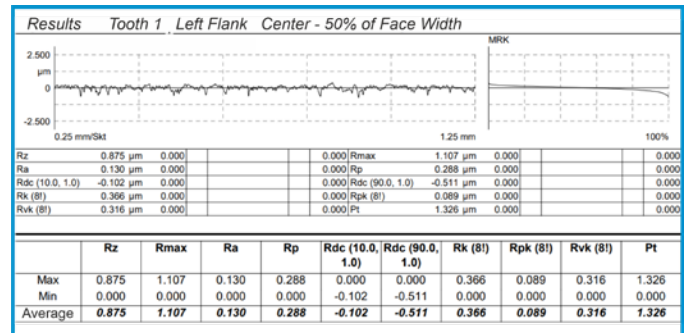 Results Tooth 1 Left Flank Center - 50% of Face Width
MRK
2.500
µm
0
-2.500
0.25 mm/Skt 1.25 mm 100%
Rz 0.875 µm 0.000 0.000 Rmax 1.107 µm 0.000 0.000
Ra 0.130 µm 0.000 0.000 Rp 0.288 µm 0.000 0.000
Rdc (10.0, 1.0) -0.102 µm 0.000 0.000 Rdc (90.0, 1.0) -0.511 µm 0.000 0.000
Rk (8!) 0.366 µm 0.000 0.000 Rpk (8!) 0.089 µm 0.000 0.000
Rvk (8!) 0.316 µm 0.000 0.000 Pt 1.326 µm 0.000 0.000
Rz Rmax Ra Rp Rdc (10.0, 1.0) Rdc (90.0, 1.0) Rk (8!) Rpk (8!) Rvk (8!) Pt
Max 0.875 1.107 0.130 0.288 0.000 0.000 0.366 0.089 0.316 1.326
Min 0.000 0.000 0.000 0.000 -0.102 -0.511 0.000 0.000 0.000 0.000
Average 0.875 1.107 0.130 0.288 -0.102 -0.511 0.366 0.089 0.316 1.326